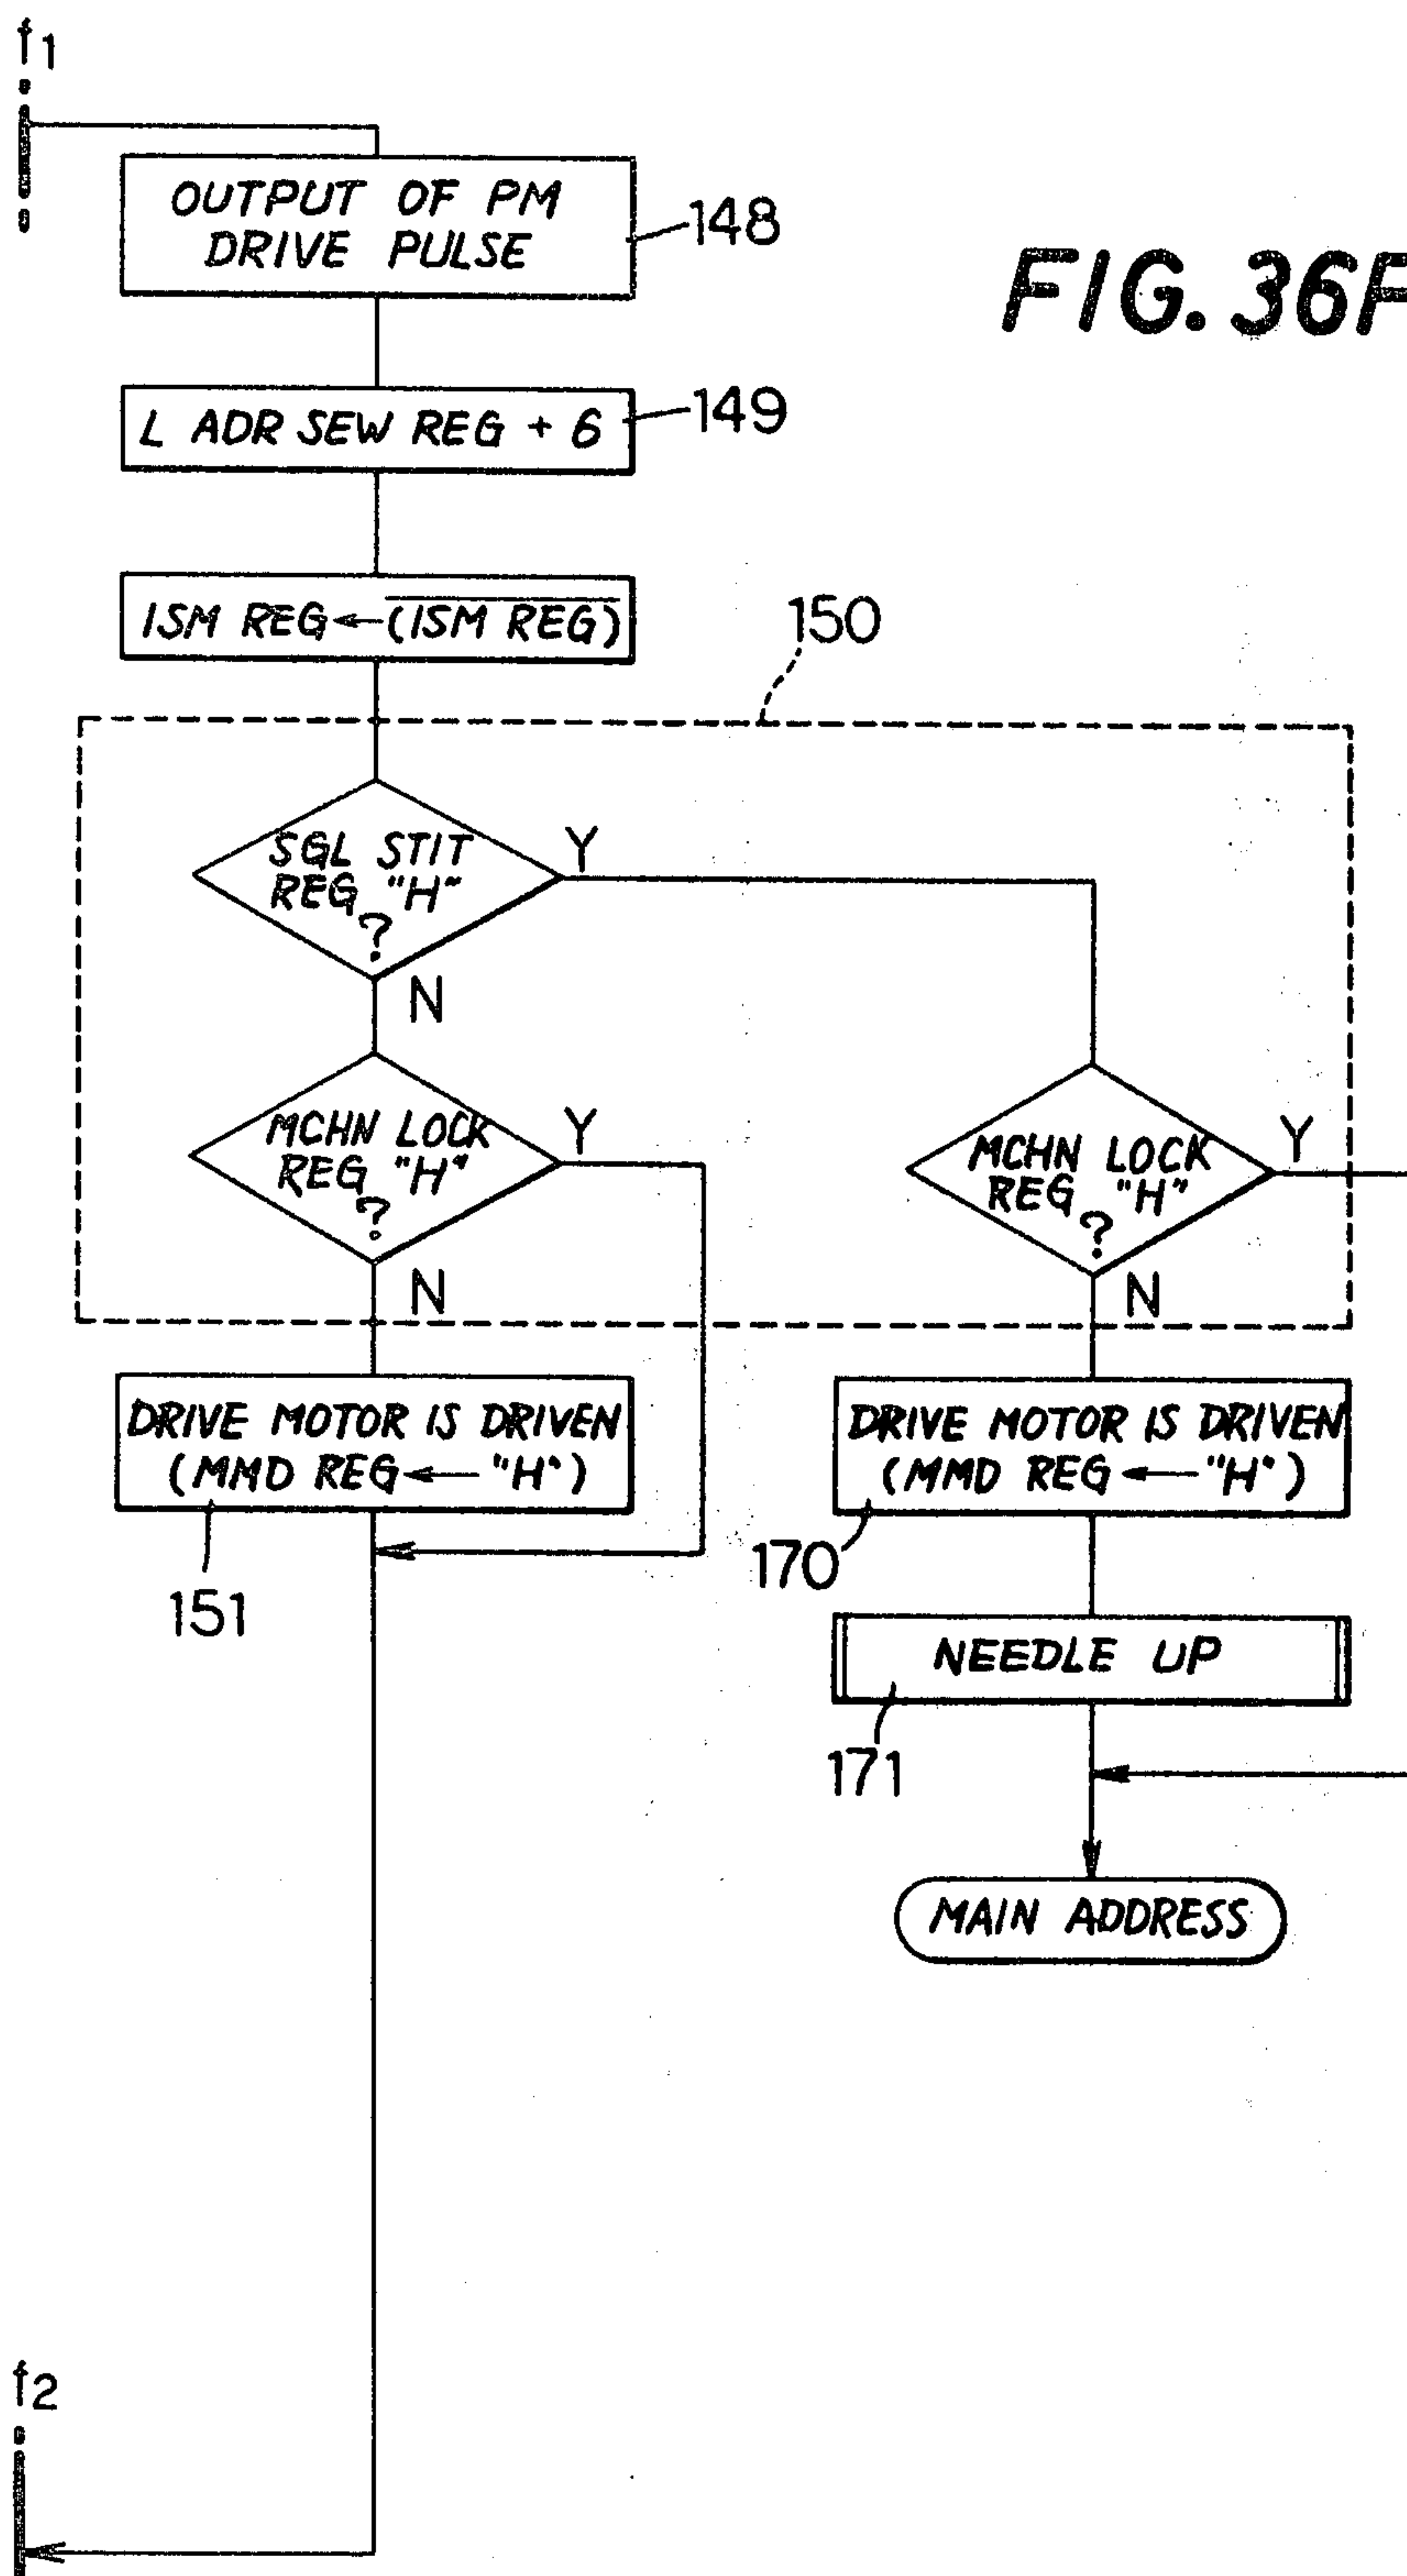 f1
OUTPUT OF PM
DRIVE PULSE
148
FIG. 36F
L ADR SEW REG + 6
149
ISM REG ← (ISM REG)
150
SGL STIT
REG "H"
?
Y
N
MCHN LOCK
REG "H"
?
Y
N
MCHN LOCK
REG "H"
?
Y
N
DRIVE MOTOR IS DRIVEN
(MMD REG ← "H")
151
DRIVE MOTOR IS DRIVEN
(MMD REG ← "H")
170
NEEDLE UP
171
MAIN ADDRESS
f2